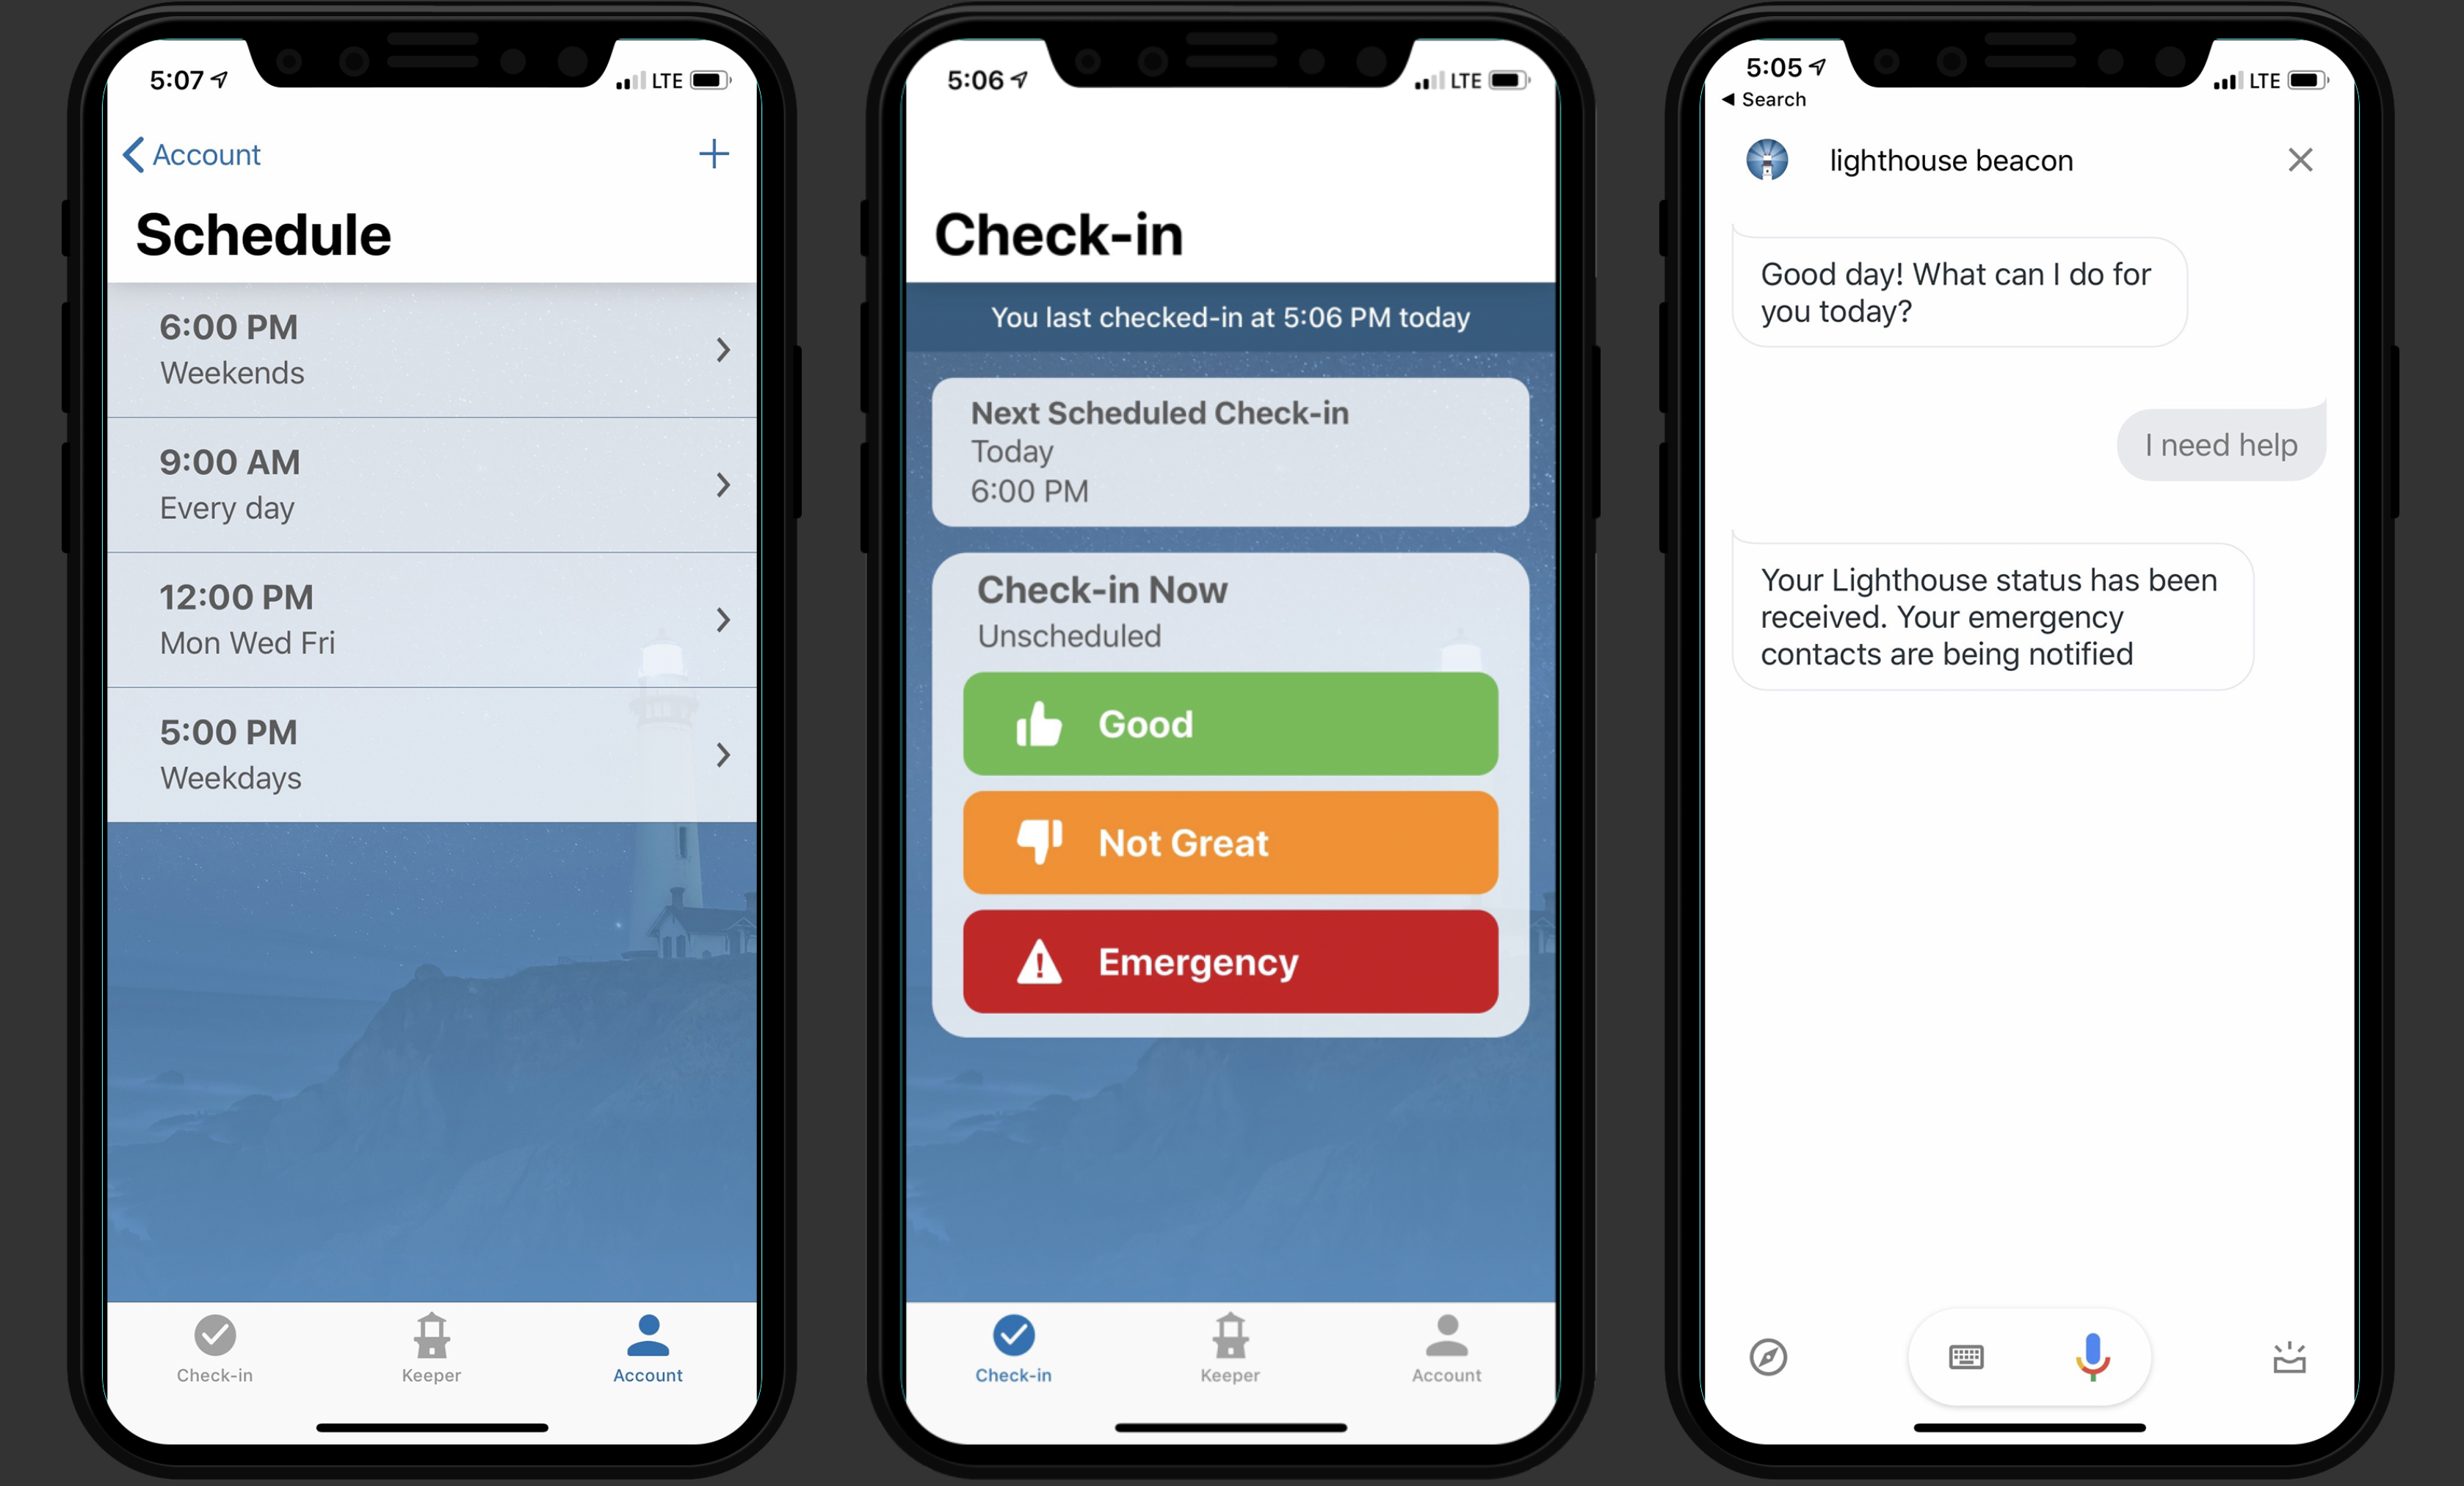 5:07
LTE
Account
Schedule
6:00 PM
Weekends
9:00 AM
Every day
12:00 PM
Mon Wed Fri
5:00 PM
Weekdays
Check-in
Keeper
Account
5:06
LTE
Check-in
You last checked-in at 5:06 PM today
Next Scheduled Check-in
Today
6:00 PM
Check-in Now
Unscheduled
Good
Not Great
Emergency
Check-in
Keeper
Account
5:05
LTE
Search
lighthouse beacon
Good day! What can I do for
you today?
I need help
Your Lighthouse status has been
received. Your emergency
contacts are being notified